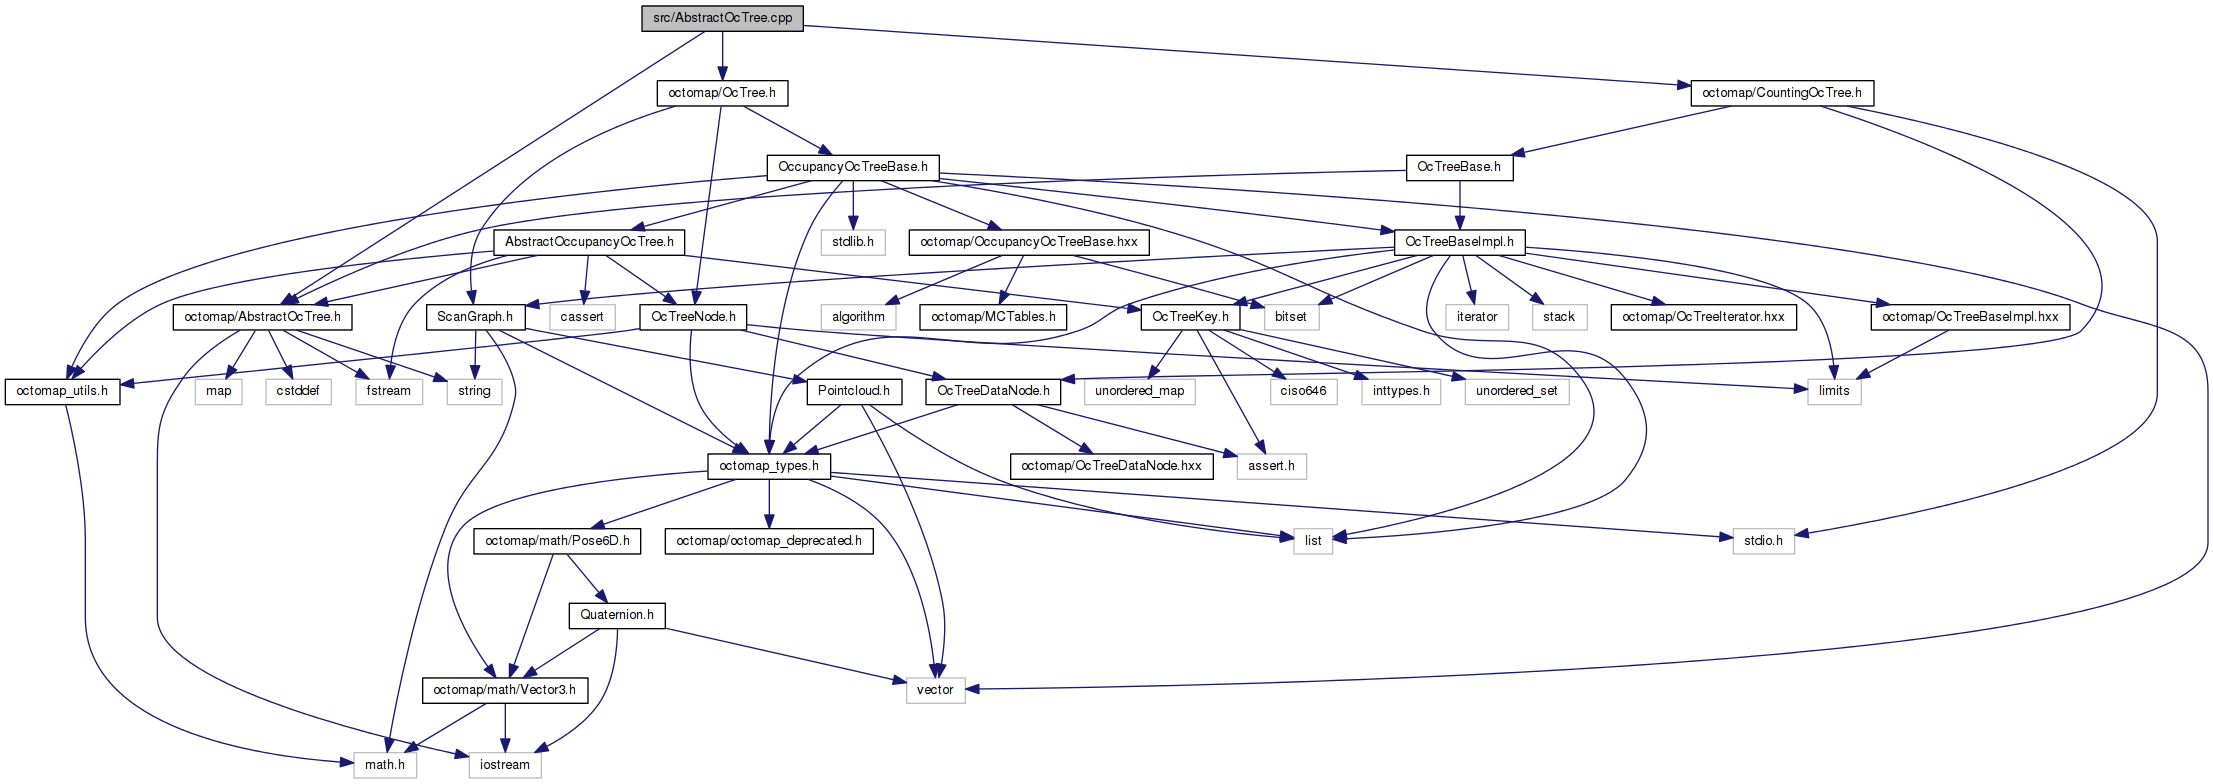 src/AbstractOcTree.cpp
octomap/OcTree.h
octomap/CountingOcTree.h
OccupancyOcTreeBase.h
OcTreeBase.h
AbstractOccupancyOcTree.h
stdlib.h
octomap/OccupancyOcTreeBase.hxx
OcTreeBaseImpl.h
octomap/AbstractOcTree.h
ScanGraph.h
cassert
OcTreeNode.h
algorithm
octomap/MCTables.h
OcTreeKey.h
bitset
iterator
stack
octomap/OcTreeIterator.hxx
octomap/OcTreeBaseImpl.hxx
octomap_utils.h
map
cstddef
fstream
string
Pointcloud.h
OcTreeDataNode.h
unordered_map
ciso646
inttypes.h
unordered_set
limits
octomap_types.h
octomap/OcTreeDataNode.hxx
assert.h
octomap/math/Pose6D.h
octomap/octomap_deprecated.h
list
stdio.h
Quaternion.h
octomap/math/Vector3.h
vector
math.h
iostream